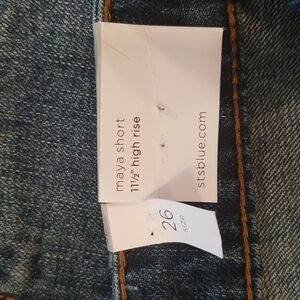 maya short
11½" high rise
stsblue.com
26
size